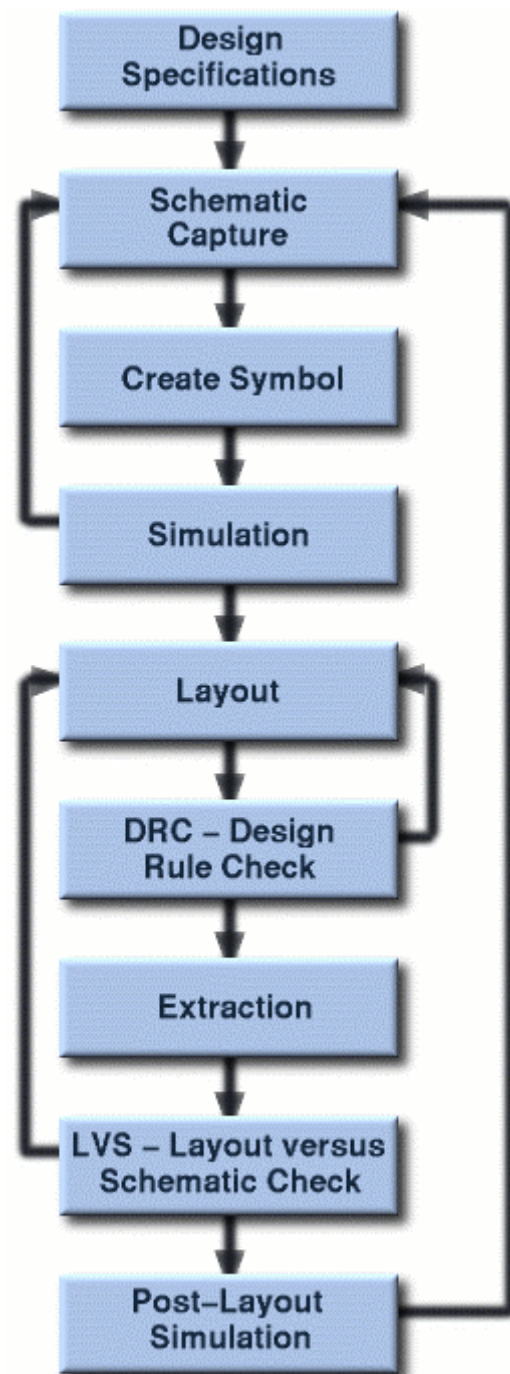 Design
Specifications
Schematic
Capture
Create Symbol
Simulation
Layout
DRC – Design
Rule Check
Extraction
LVS – Layout versus
Schematic Check
Post–Layout
Simulation